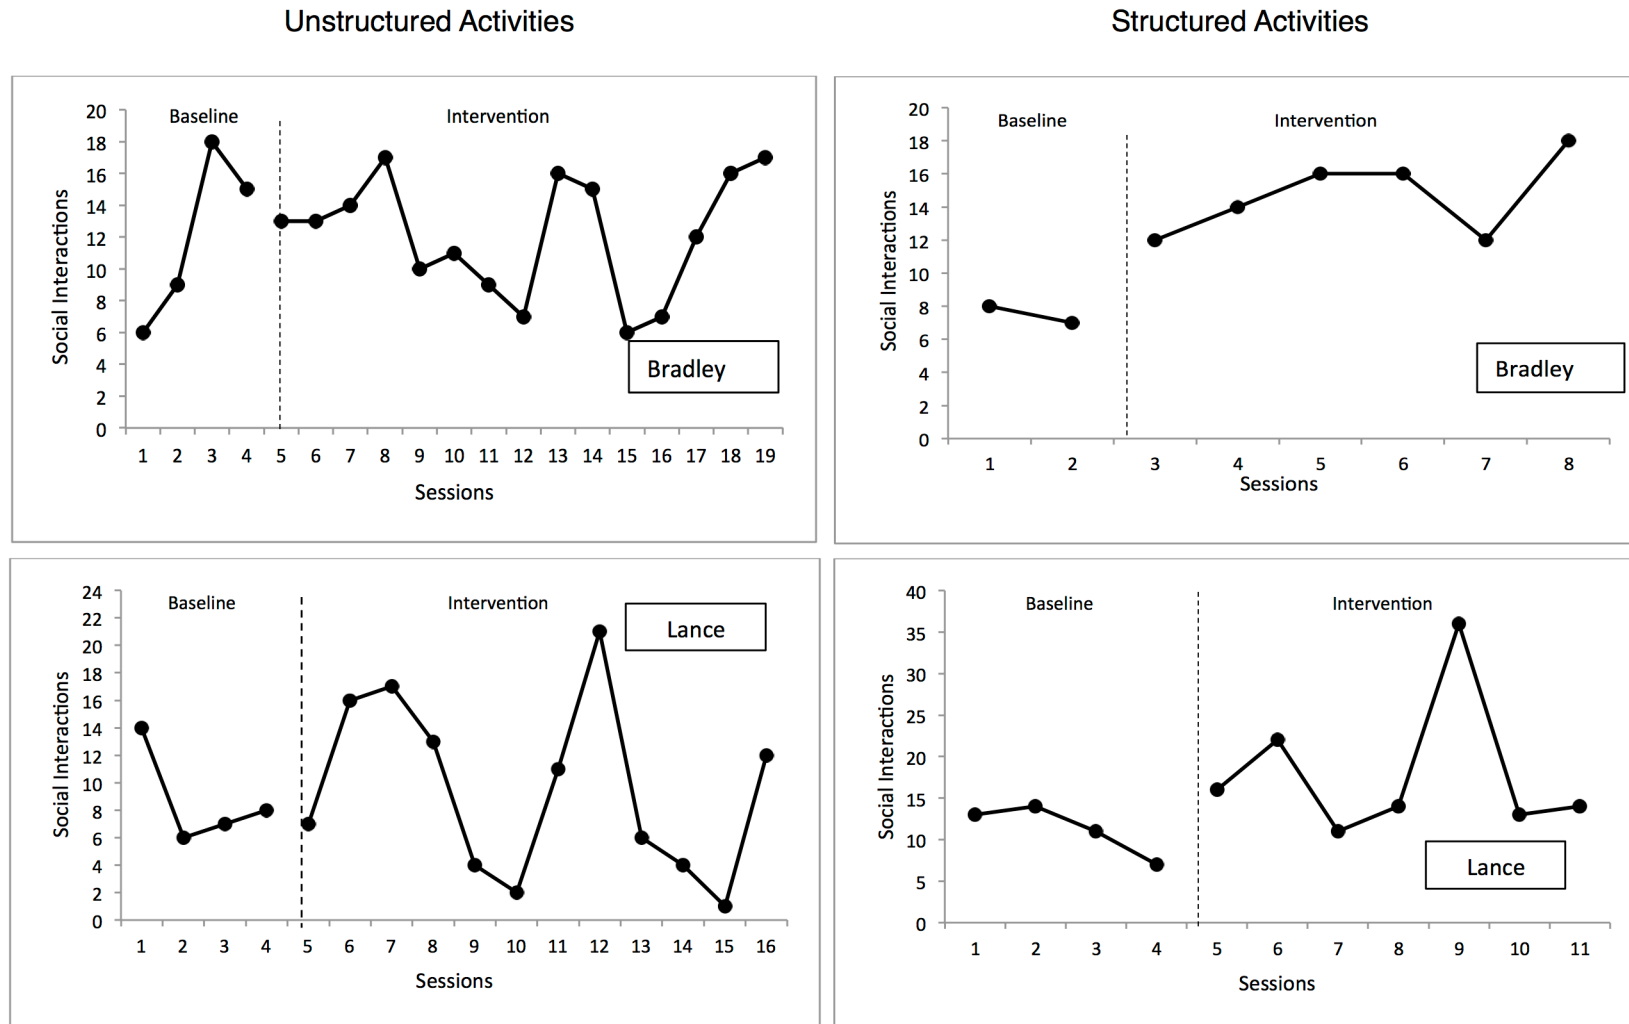 Unstructured Activities
Structured Activities
Baseline
Intervention
20
18
16
14
12
10
8
6
4
2
0
Social Interactions
Bradley
1 2 3 4 5 6 7 8 9 10 11 12 13 14 15 16 17 18 19
Sessions
Baseline
Intervention
20
18
16
14
12
10
8
6
4
2
0
Social Interactions
Bradley
1 2 3 4 5 6 7 8
Sessions
Baseline
Intervention
24
22
20
18
16
14
12
10
8
6
4
2
0
Social Interactions
Lance
1 2 3 4 5 6 7 8 9 10 11 12 13 14 15 16
Sessions
Baseline
Intervention
40
35
30
25
20
15
10
5
0
Social Interactions
Lance
1 2 3 4 5 6 7 8 9 10 11
Sessions